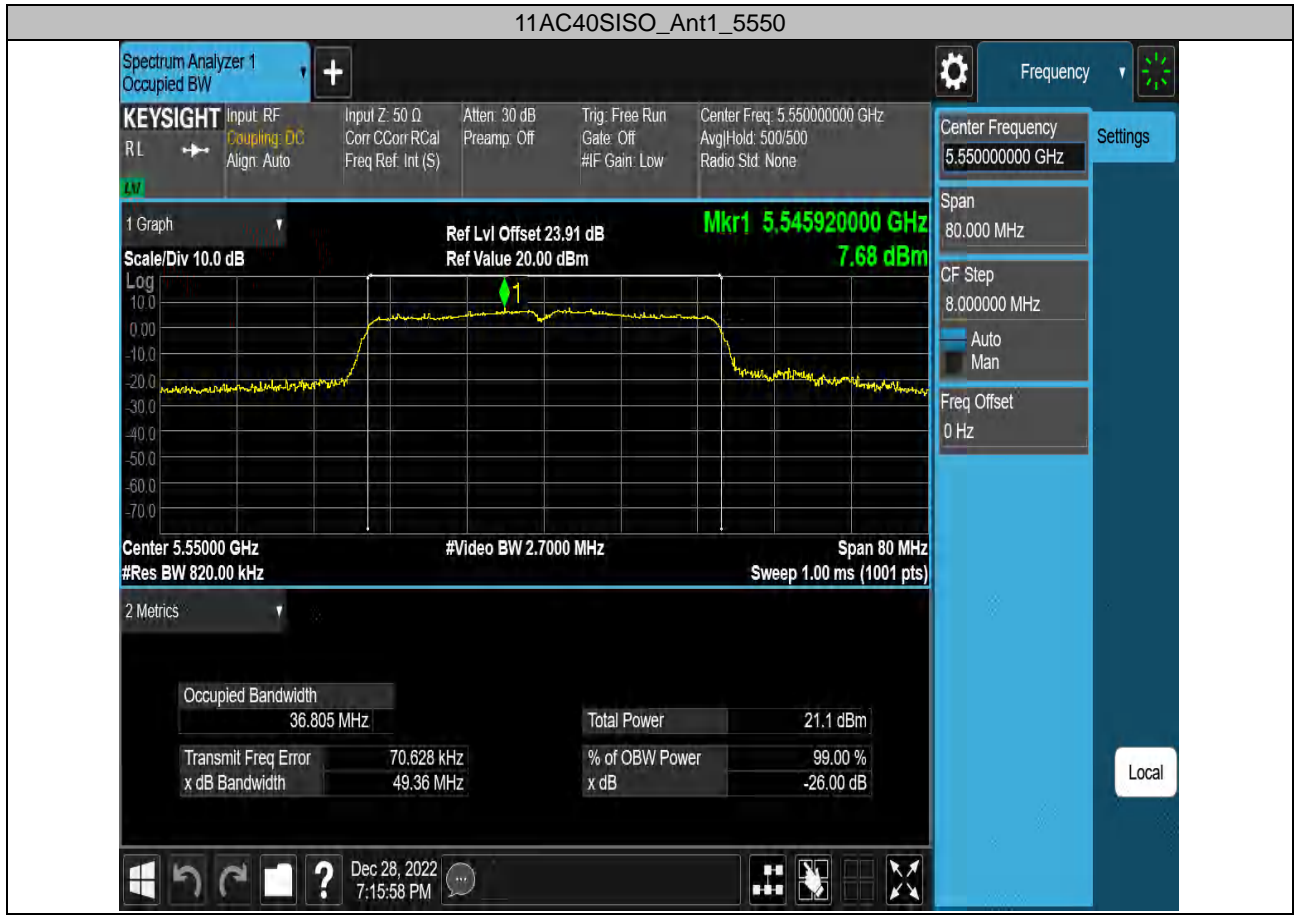 11AC40SISO_Ant1_5550
Spectrum Analyzer 1
Occupied BW
Frequency
KEYSIGHT
R L
Input: RF
Coupling: DC
Align: Auto
Input Z: 50 Ω
Corr CCorr RCal
Freq Ref: Int (S)
Atten: 30 dB
Preamp: Off
Trig: Free Run
Gate: Off
#IF Gain: Low
Center Freq: 5.550000000 GHz
Avg|Hold: 500/500
Radio Std: None
Center Frequency
5.550000000 GHz
Settings
Span
80.000 MHz
CF Step
8.000000 MHz
Auto
Man
Freq Offset
0 Hz
1 Graph
Ref Lvl Offset 23.91 dB
Mkr1 5.545920000 GHz
Scale/Div 10.0 dB
Ref Value 20.00 dBm
7.68 dBm
Log
1
10.0
0.00
-10.0
-20.0
-30.0
-40.0
-50.0
-60.0
-70.0
Center 5.55000 GHz
#Video BW 2.7000 MHz
Span 80 MHz
#Res BW 820.00 kHz
Sweep 1.00 ms (1001 pts)
2 Metrics
Occupied Bandwidth
36.805 MHz
Total Power 21.1 dBm
Transmit Freq Error 70.628 kHz
% of OBW Power 99.00 %
x dB Bandwidth 49.36 MHz
x dB -26.00 dB
Local
Dec 28, 2022
7:15:58 PM